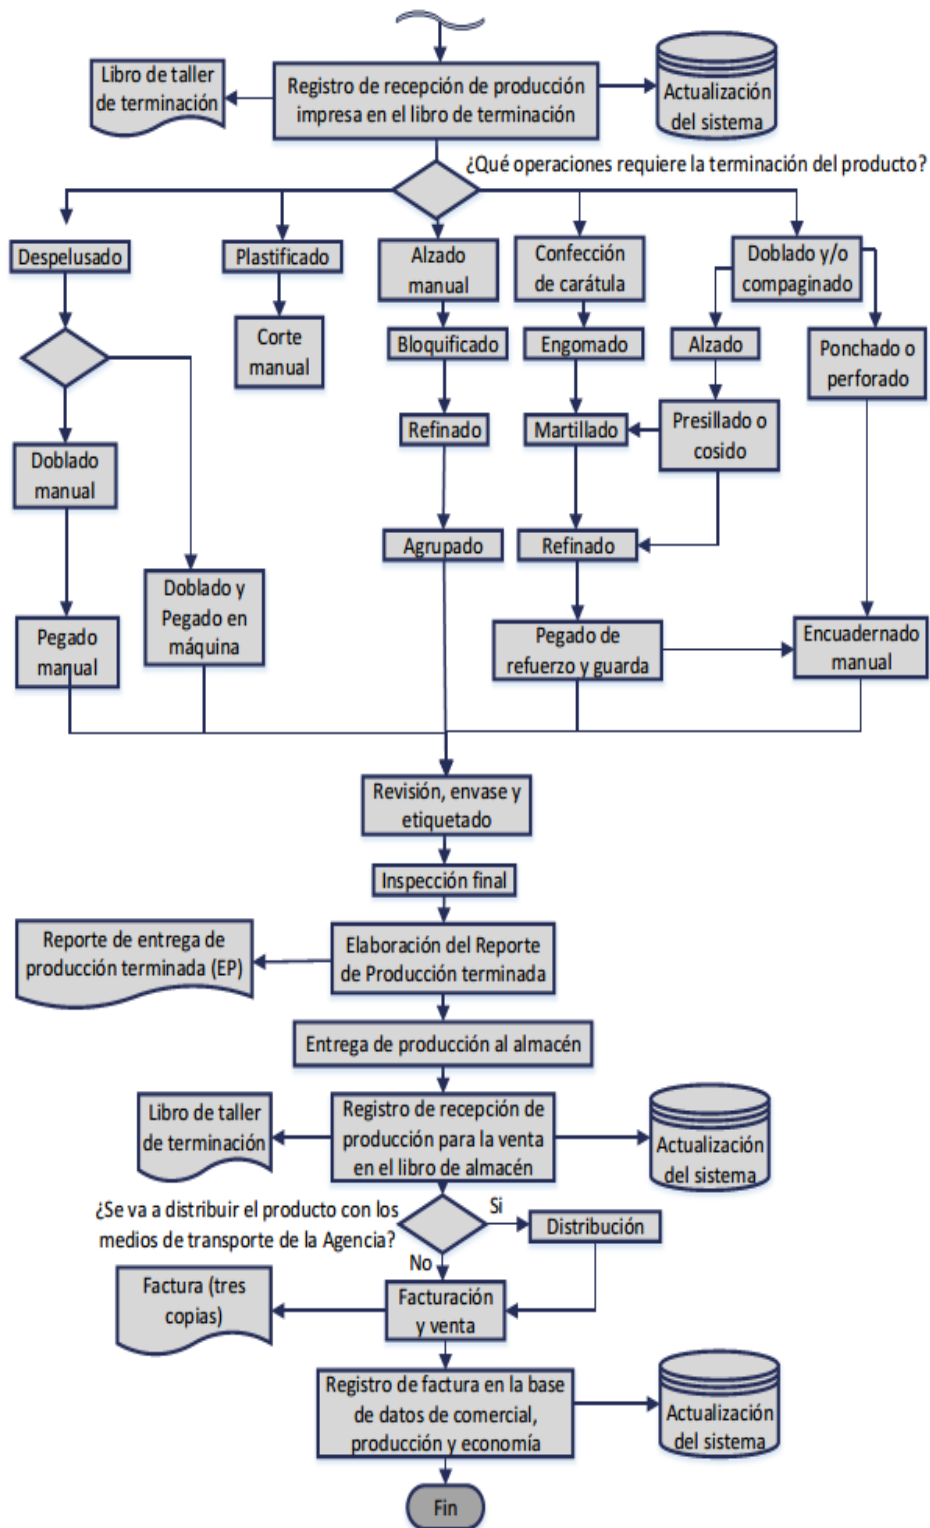 Libro de taller
de terminación
Registro de recepción de producción
impresa en el libro de terminación
Actualización
del sistema
¿Qué operaciones requiere la terminación del producto?
Despelusado
Plastificado
Alzado
manual
Confección
de carátula
Doblado y/o
compaginado
Corte
manual
Bloquificado
Engomado
Alzado
Ponchado o
perforado
Doblado
manual
Refinado
Martillado
Presillado o
cosido
Agrupado
Refinado
Doblado y
Pegado en
máquina
Pegado
manual
Pegado de
refuerzo y guarda
Encuadernado
manual
Revisión, envase y
etiquetado
Inspección final
Reporte de entrega de
producción terminada (EP)
Elaboración del Reporte
de Producción terminada
Entrega de producción al almacén
Libro de taller
de terminación
Registro de recepción de
producción para la venta
en el libro de almacén
Actualización
del sistema
¿Se va a distribuir el producto con los
medios de transporte de la Agencia?
Si
Distribución
No
Factura (tres
copias)
Facturación
y venta
Registro de factura en la base
de datos de comercial,
producción y economía
Actualización
del sistema
Fin